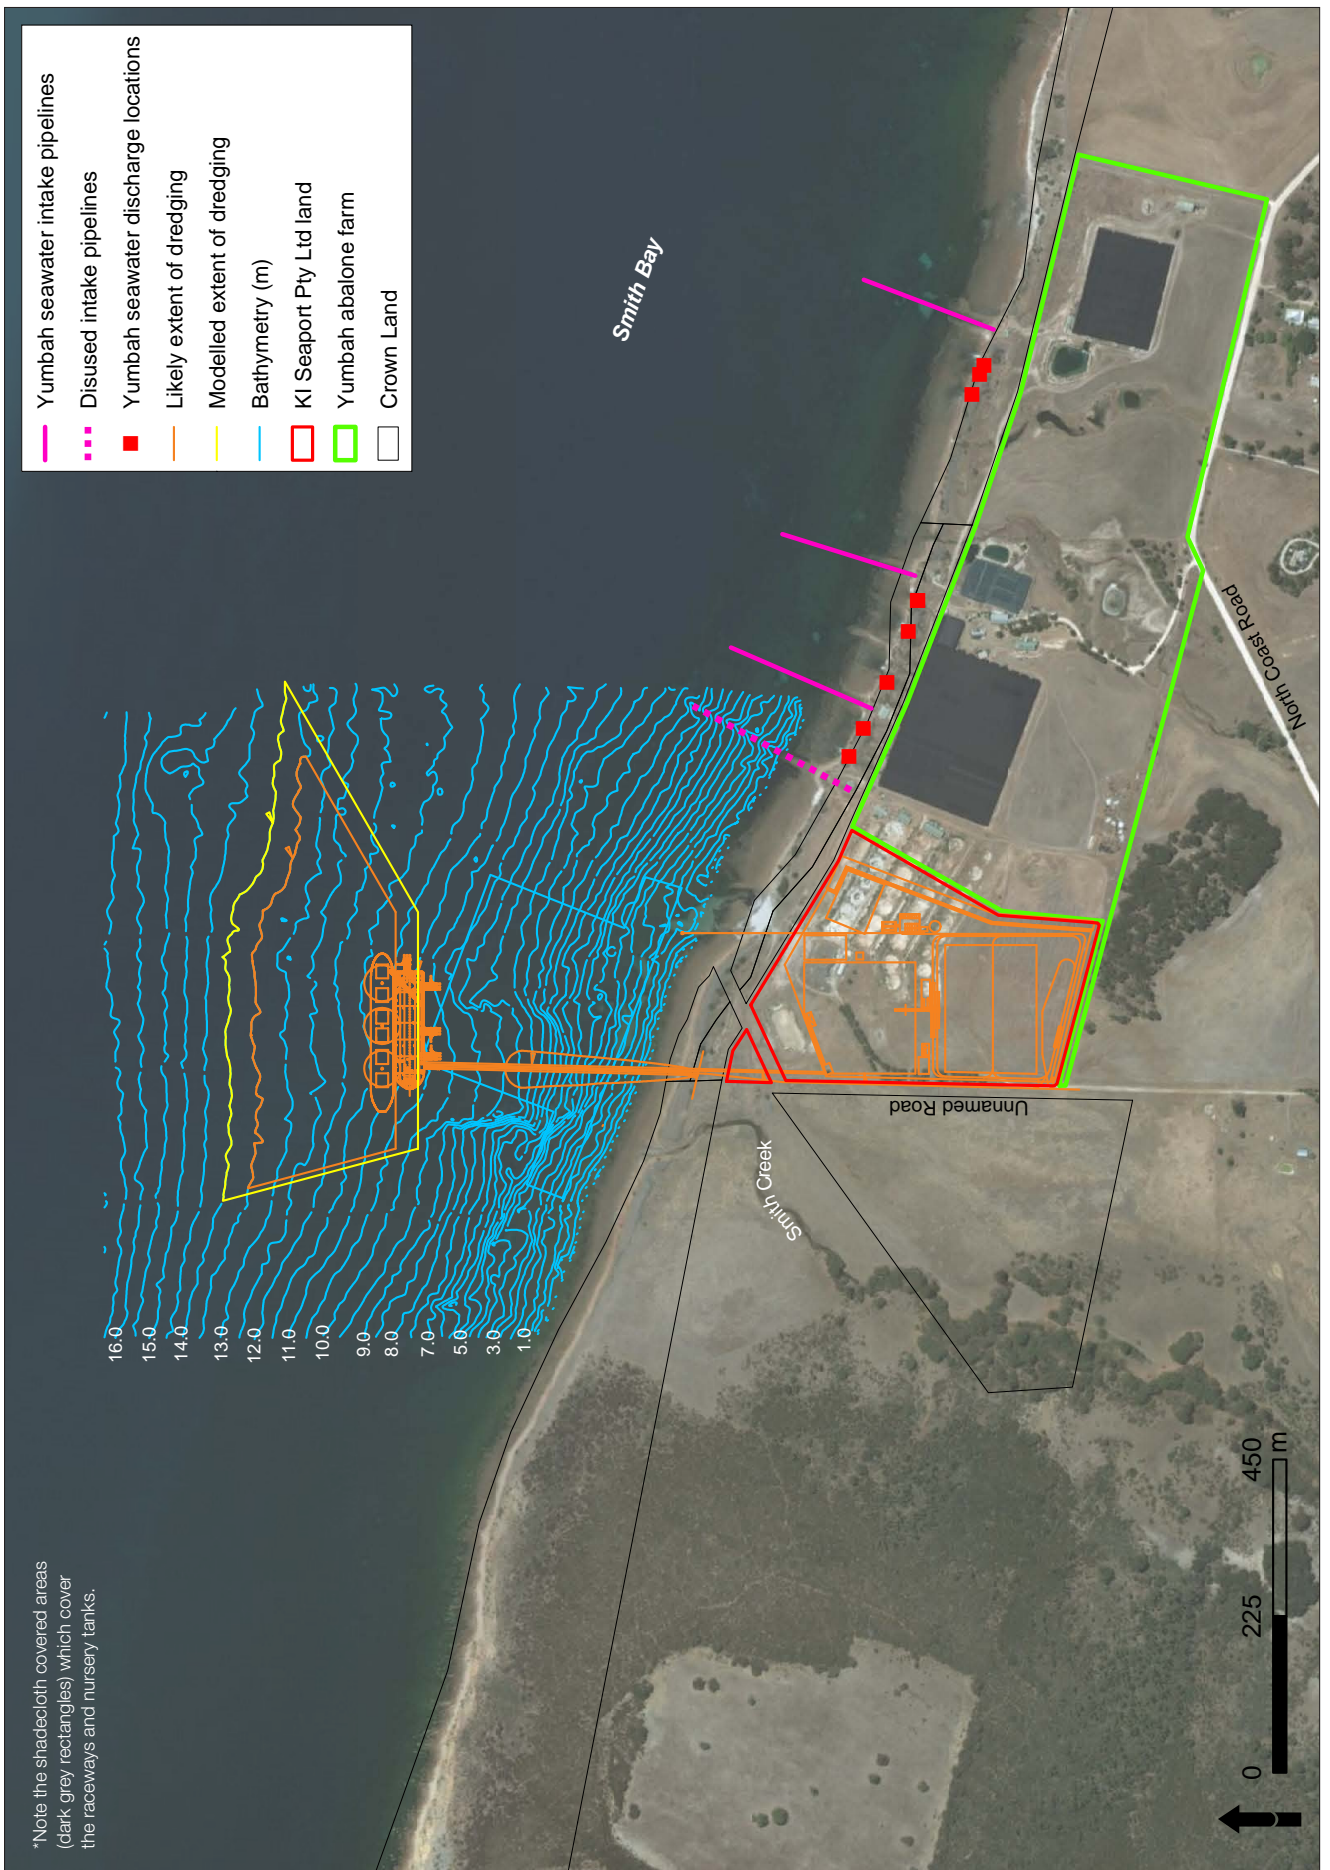 *Note the shadecloth covered areas
(dark grey rectangles) which cover
the raceways and nursery tanks.
Yumbah seawater intake pipelines
Disused intake pipelines
Yumbah seawater discharge locations
Likely extent of dredging
Modelled extent of dredging
Bathymetry (m)
KI Seaport Pty Ltd land
Yumbah abalone farm
Crown Land
16.0
15.0
14.0
13.0
12.0
11.0
10.0
9.0
8.0
7.0
5.0
3.0
1.0
Smith Bay
Smith Creek
Unnamed Road
North Coast Road
0
225
450
m